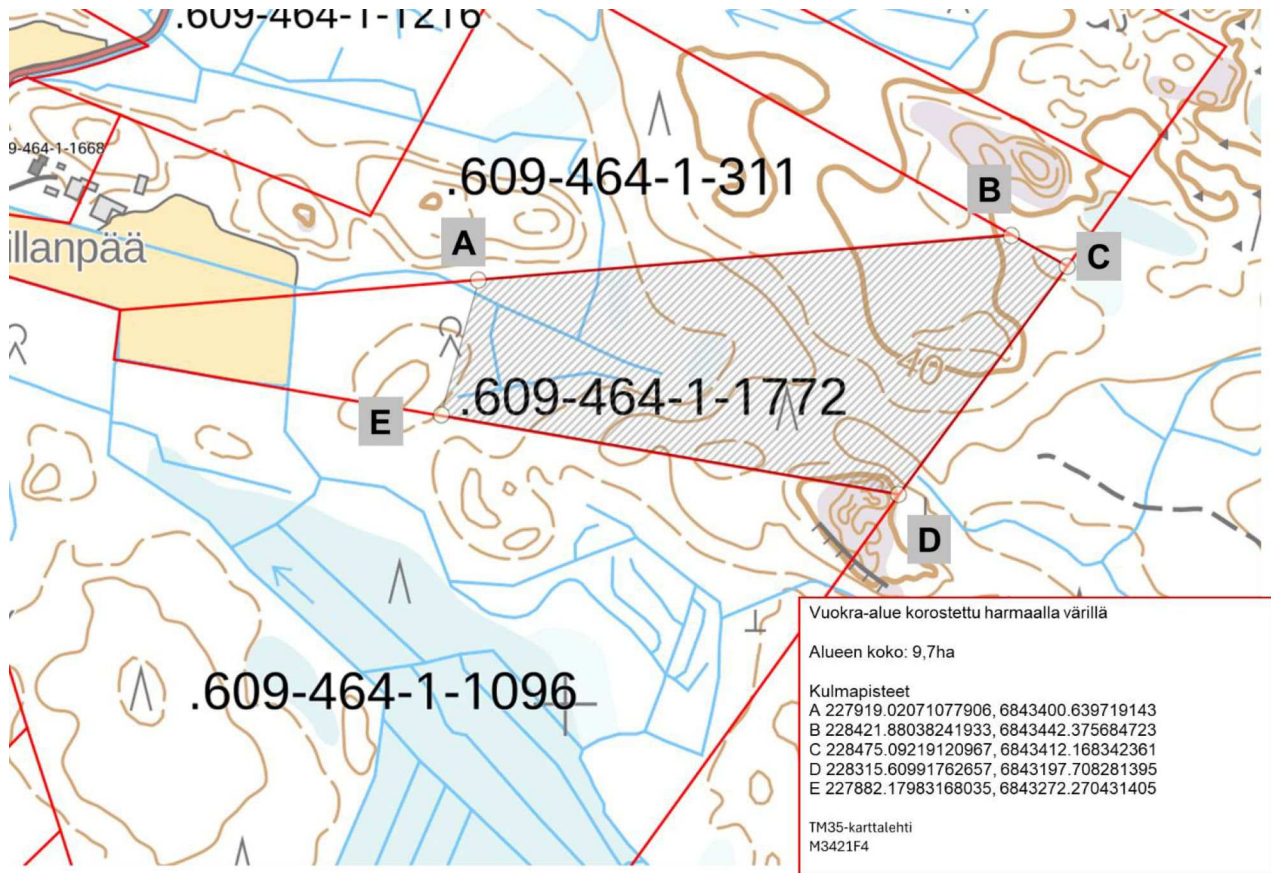 .609-464-1-1216
9-464-1-1668
.609-464-1-311
B
A
C
illanpää
40
.609-464-1-1772
E
D
.609-464-1-1096
Vuokra-alue korostettu harmaalla värillä
Alueen koko: 9,7ha
Kulmapisteet
A 227919.02071077906, 6843400.639719143
B 228421.88038241933, 6843442.375684723
C 228475.09219120967, 6843412.168342361
D 228315.60991762657, 6843197.708281395
E 227882.17983168035, 6843272.270431405
TM35-karttalehti
M3421F4